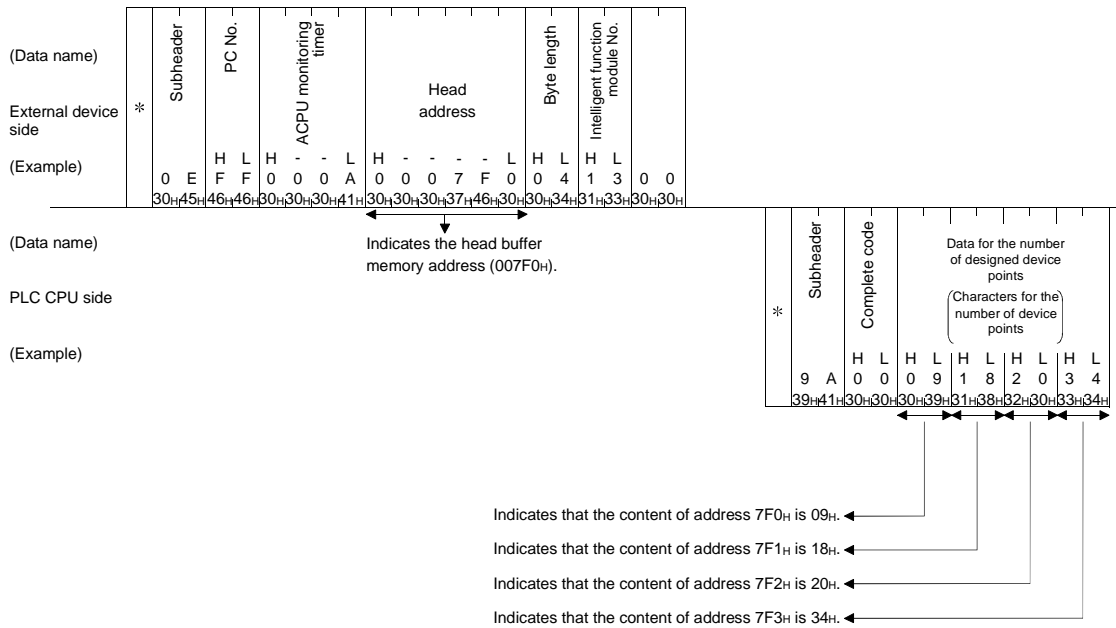 (Data name)
External device
side
(Example)
*
Subheader
PC No.
ACPU monitoring
timer
Head
address
Byte length
Intelligent function
module No.
H L H - - L H - - - - L H L H L
0 E F F 0 0 0 A 0 0 0 7 F 0 0 4 1 3 0 0
30H 45H 46H 46H 30H 30H 30H 41H 30H 30H 30H 37H 46H 30H 30H 34H 31H 33H 30H 30H
Indicates the head buffer
memory address (007F0H).
(Data name)
PLC CPU side
(Example)
*
Subheader
Complete code
Data for the number
of designed device
points
(Characters for the
number of device
points)
H L H L H L H L H L
9 A 0 0 0 9 1 8 2 0 3 4
39H 41H 30H 30H 30H 39H 31H 38H 32H 30H 33H 34H
Indicates that the content of address 7F0H is 09H.
Indicates that the content of address 7F1H is 18H.
Indicates that the content of address 7F2H is 20H.
Indicates that the content of address 7F3H is 34H.